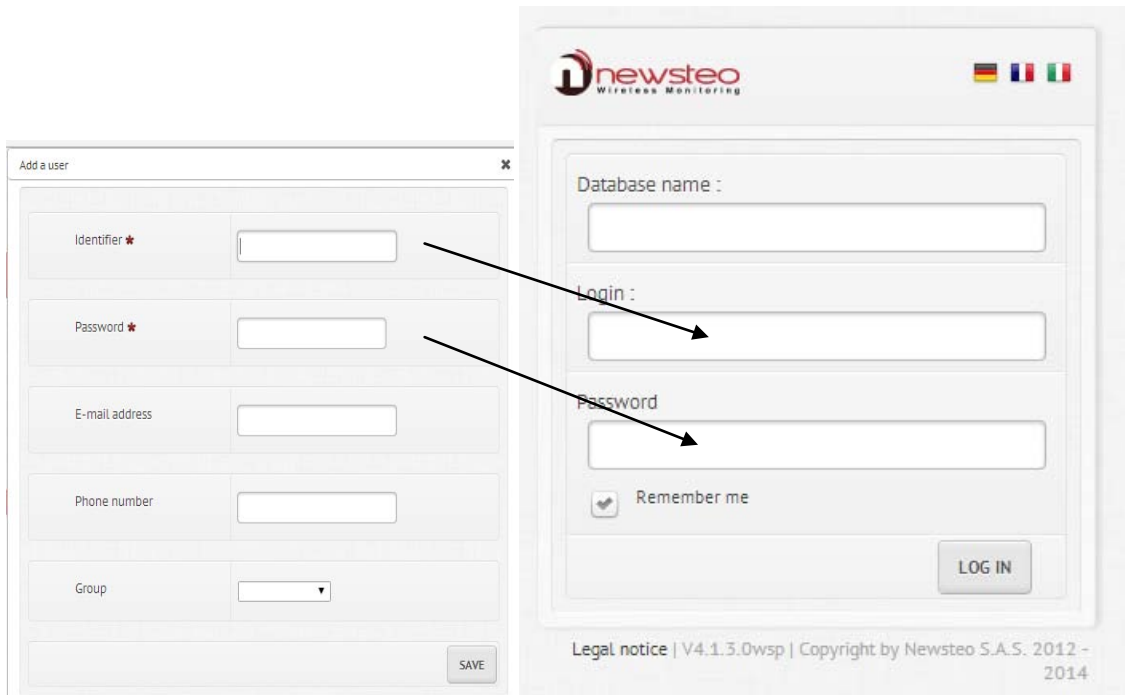 Add a user
Identifier *
Password *
E-mail address
Phone number
Group
SAVE
newsteo
Wireless Monitoring
Database name :
Login :
Password
Remember me
LOG IN
Legal notice | V4.1.3.0wsp | Copyright by Newsteo S.A.S. 2012 -
2014